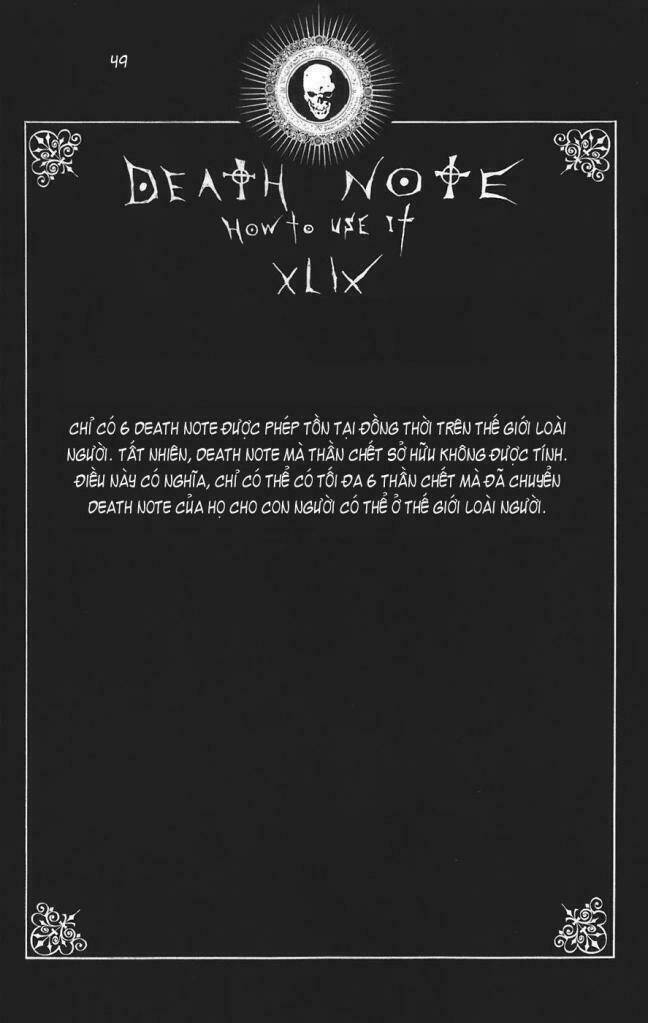 49
DEATH NOTE
HOW TO USE IT
XLIX
CHỈ CÓ 6 DEATH NOTE ĐƯỢC PHÉP TỒN TẠI ĐỒNG THỜI TRÊN THẾ GIỚI LOÀI
NGƯỜI. TẤT NHIÊN, DEATH NOTE MÀ THẦN CHẾT SỞ HỮU KHÔNG ĐƯỢC TÍNH.
ĐIỀU NÀY CÓ NGHĨA, CHỈ CÓ THỂ CÓ TỐI ĐA 6 THẦN CHẾT MÀ ĐÃ CHUYỂN
DEATH NOTE CỦA HỌ CHO CON NGƯỜI CÓ THỂ Ở THẾ GIỚI LOÀI NGƯỜI.